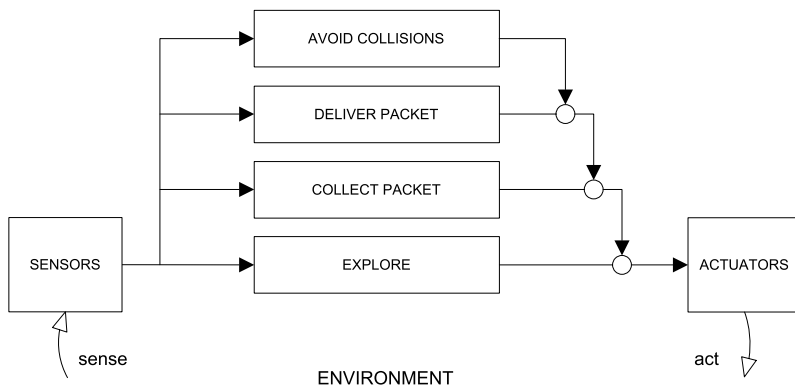 AVOID COLLISIONS
DELIVER PACKET
COLLECT PACKET
SENSORS
EXPLORE
ACTUATORS
sense
act
ENVIRONMENT